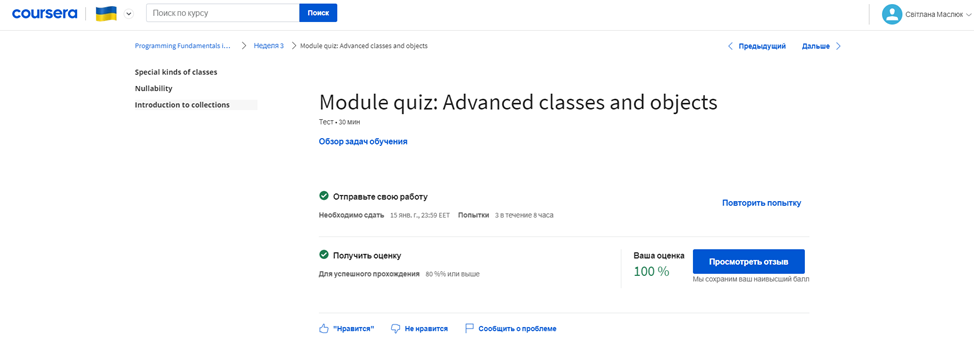 coursera
Поиск по курсу
Поиск
Світлана Маслюк
Programming Fundamentals i...
Неделя 3
Module quiz: Advanced classes and objects
Предыдущий
Дальше
Special kinds of classes
Nullability
Introduction to collections
Module quiz: Advanced classes and objects
Тест • 30 мин
Обзор задач обучения
Отправьте свою работу
Необходимо сдать 15 янв. г., 23:59 EET Попытки 3 в течение 8 часа
Повторить попытку
Получить оценку
Для успешного прохождения 80 %% или выше
Ваша оценка
100 %
Просмотреть отзыв
Мы сохраним ваш наивысший балл
"Нравится"
Не нравится
Сообщить о проблеме